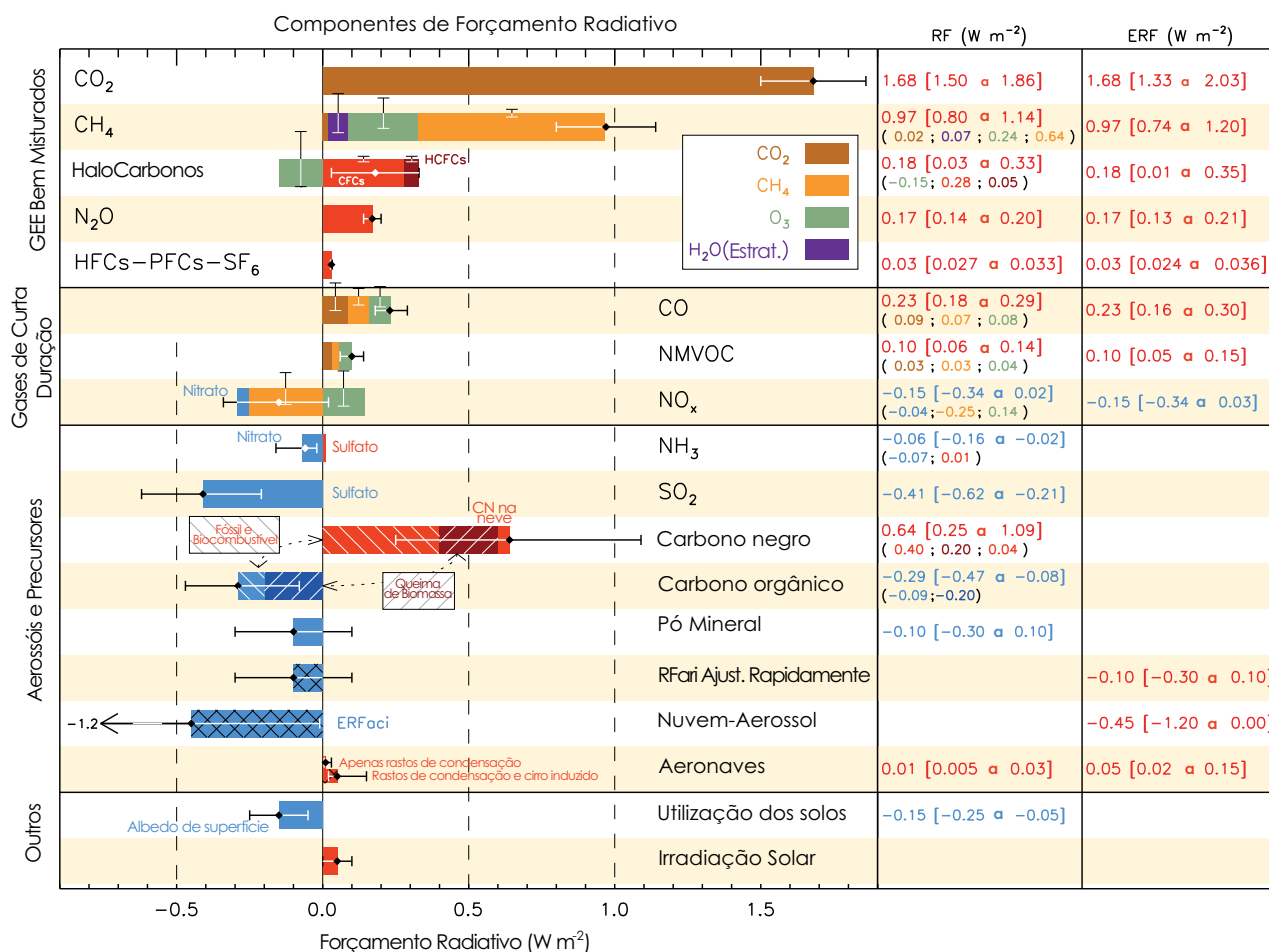 Componentes de Forçamento Radiativo
RF (W m-2)
ERF (W m-2)
GEE Bem Misturados
CO2
1.68 [1.50 a 1.86]
1.68 [1.33 a 2.03]
CH4
0.97 [0.80 a 1.14]
( 0.02 ; 0.07 ; 0.24 ; 0.64 )
0.97 [0.74 a 1.20]
HaloCarbonos
HCFCs
CFCs
0.18 [0.03 a 0.33]
(-0.15; 0.28 ; 0.05 )
0.18 [0.01 a 0.35]
N2O
0.17 [0.14 a 0.20]
0.17 [0.13 a 0.21]
HFCs-PFCs-SF6
0.03 [0.027 a 0.033]
0.03 [0.024 a 0.036]
CO2
CH4
O3
H2O(Estrat.)
Gases de Curta
Duração
CO
0.23 [0.18 a 0.29]
( 0.09 ; 0.07 ; 0.08 )
0.23 [0.16 a 0.30]
NMVOC
0.10 [0.06 a 0.14]
( 0.03 ; 0.03 ; 0.04 )
0.10 [0.05 a 0.15]
Nitrato
NOx
-0.15 [-0.34 a 0.02]
(-0.04;-0.25; 0.14 )
-0.15 [-0.34 a 0.03]
Aerossóis e Precursores
Nitrato
Sulfato
NH3
-0.06 [-0.16 a -0.02]
(-0.07; 0.01 )
Sulfato
SO2
-0.41 [-0.62 a -0.21]
Fóssil e
Biocombustível
CN na
neve
Carbono negro
0.64 [0.25 a 1.09]
( 0.40 ; 0.20 ; 0.04 )
Queima
de Biomassa
Carbono orgânico
-0.29 [-0.47 a -0.08]
(-0.09;-0.20)
Pó Mineral
-0.10 [-0.30 a 0.10]
RFari Ajust. Rapidamente
-0.10 [-0.30 a 0.10]
-1.2
ERFaci
Nuvem-Aerossol
-0.45 [-1.20 a 0.00]
Apenas rastos de condensação
Rastos de condensação e cirro induzido
Aeronaves
0.01 [0.005 a 0.03]
0.05 [0.02 a 0.15]
Outros
Albedo de superfície
Utilização dos solos
-0.15 [-0.25 a -0.05]
Irradiação Solar
-0.5
0.0
0.5
1.0
1.5
Forçamento Radiativo (W m-2)